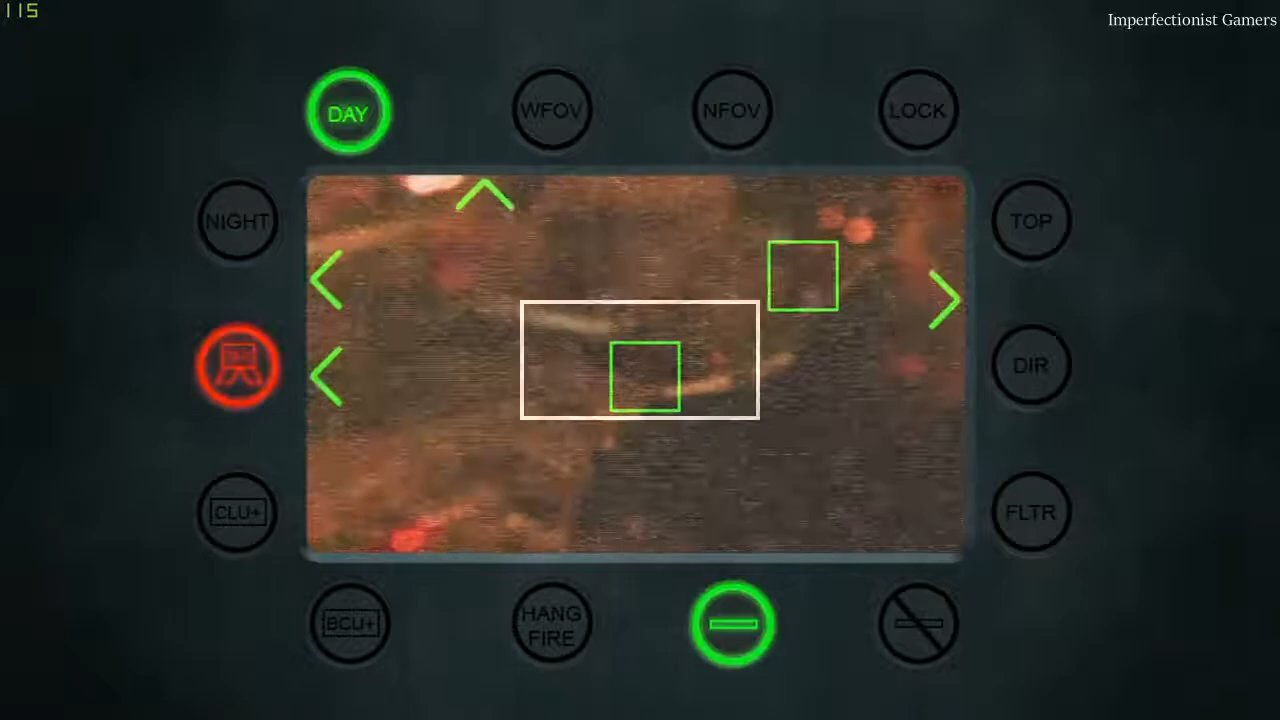 115
Imperfectionist Gamers
DAY
WFOV
NFOV
LOCK
NIGHT
TOP
DIR
CLU+
FLTR
BCU+
HANG
FIRE